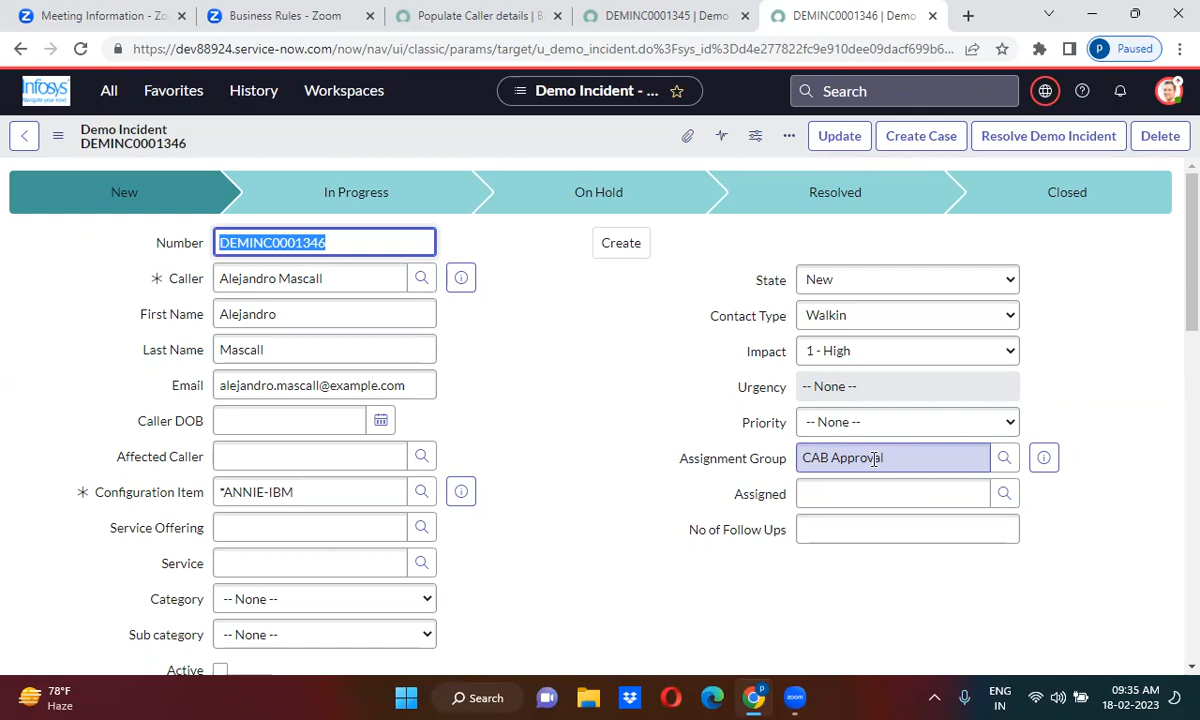 Meeting Information - Zo
Business Rules - Zoom
Populate Caller details | B
DEMINC0001345 | Demo
DEMINC0001346 | Demo
https://dev88924.service-now.com/now/nav/ui/classic/params/target/u_demo_incident.do%3Fsys_id%3Dd4e277822fc9e910dee09dacf699b6...
P Paused
Infosys
Navigate your next
All
Favorites
History
Workspaces
Demo Incident - ...
Search
Demo Incident
DEMINC0001346
Update
Create Case
Resolve Demo Incident
Delete
New
In Progress
On Hold
Resolved
Closed
Number DEMINC0001346
Create
Caller Alejandro Mascall
State New
First Name Alejandro
Contact Type Walkin
Last Name Mascall
Impact 1 - High
Email alejandro.mascall@example.com
Urgency -- None --
Caller DOB
Priority -- None --
Affected Caller
Assignment Group CAB Approval
Configuration Item *ANNIE-IBM
Assigned
Service Offering
No of Follow Ups
Service
Category -- None --
Sub category -- None --
Active
78°F
Haze
Search
P
zoom
ENG
IN
09:35 AM
18-02-2023